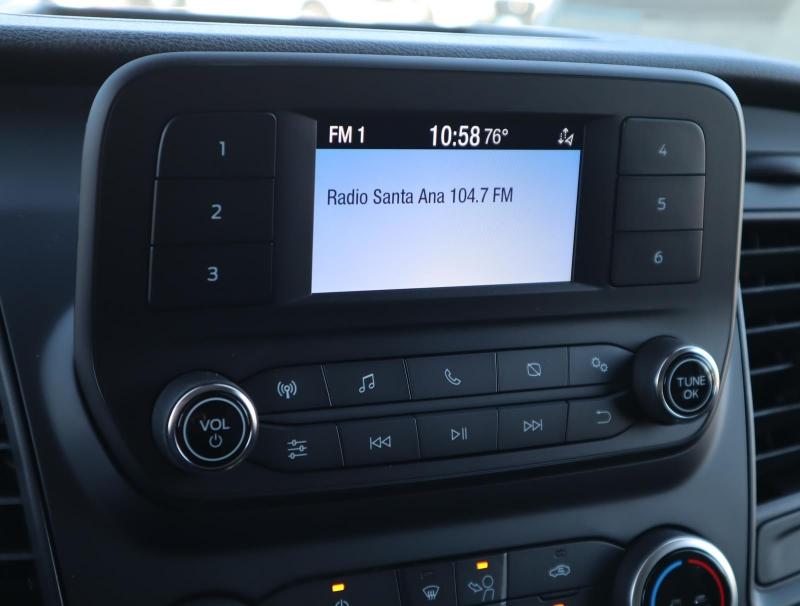 FM 1 10:58 76°
Radio Santa Ana 104.7 FM
1
2
3
4
5
6
VOL
TUNE
OK